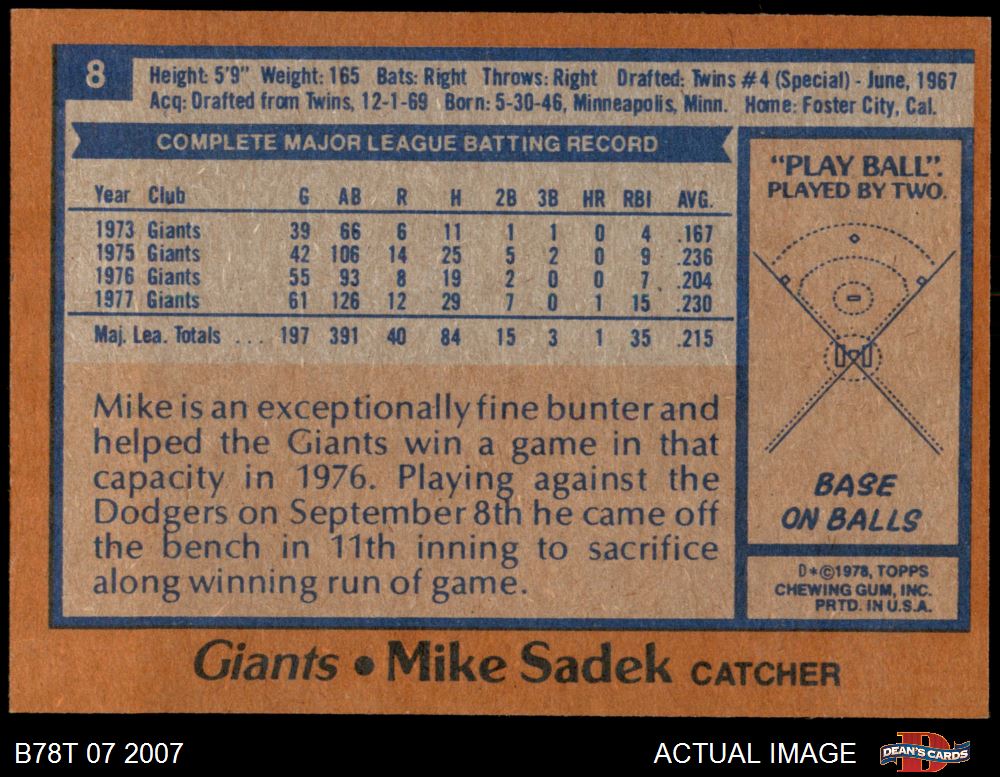 8
Height: 5'9" Weight: 165 Bats: Right Throws: Right Drafted: Twins #4 (Special) - June, 1967
Acq: Drafted from Twins, 12-1-69 Born: 5-30-46, Minneapolis, Minn. Home: Foster City, Cal.
COMPLETE MAJOR LEAGUE BATTING RECORD
Year Club G AB R H 2B 3B HR RBI AVG.
1973 Giants 39 66 6 11 1 1 0 4 .167
1975 Giants 42 106 14 25 5 2 0 9 .236
1976 Giants 55 93 8 19 2 0 0 7 .204
1977 Giants 61 126 12 29 7 0 1 15 .230
Maj. Lea. Totals ... 197 391 40 84 15 3 1 35 .215
Mike is an exceptionally fine bunter and
helped the Giants win a game in that
capacity in 1976. Playing against the
Dodgers on September 8th he came off
the bench in 11th inning to sacrifice
along winning run of game.
"PLAY BALL".
PLAYED BY TWO.
BASE
ON BALLS
D*©1978, TOPPS
CHEWING GUM, INC.
PRTD. IN U.S.A.
Giants • Mike Sadek CATCHER
B78T 07 2007
ACTUAL IMAGE
DEAN'S CARDS